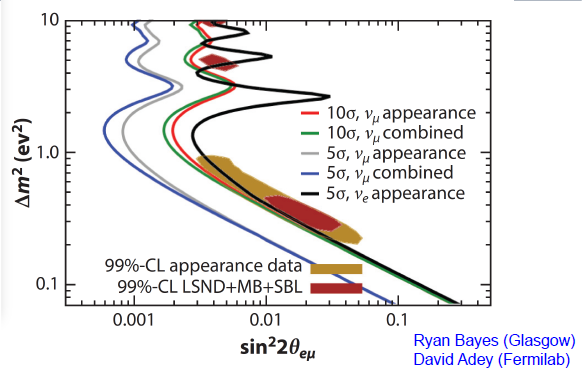 10
1.0
0.1
Δm² (ev²)
10σ, νμ appearance
10σ, νμ combined
5σ, νμ appearance
5σ, νμ combined
5σ, νe appearance
99%-CL appearance data
99%-CL LSND+MB+SBL
0.001 0.01 0.1
sin²2θeμ
Ryan Bayes (Glasgow)
David Adey (Fermilab)